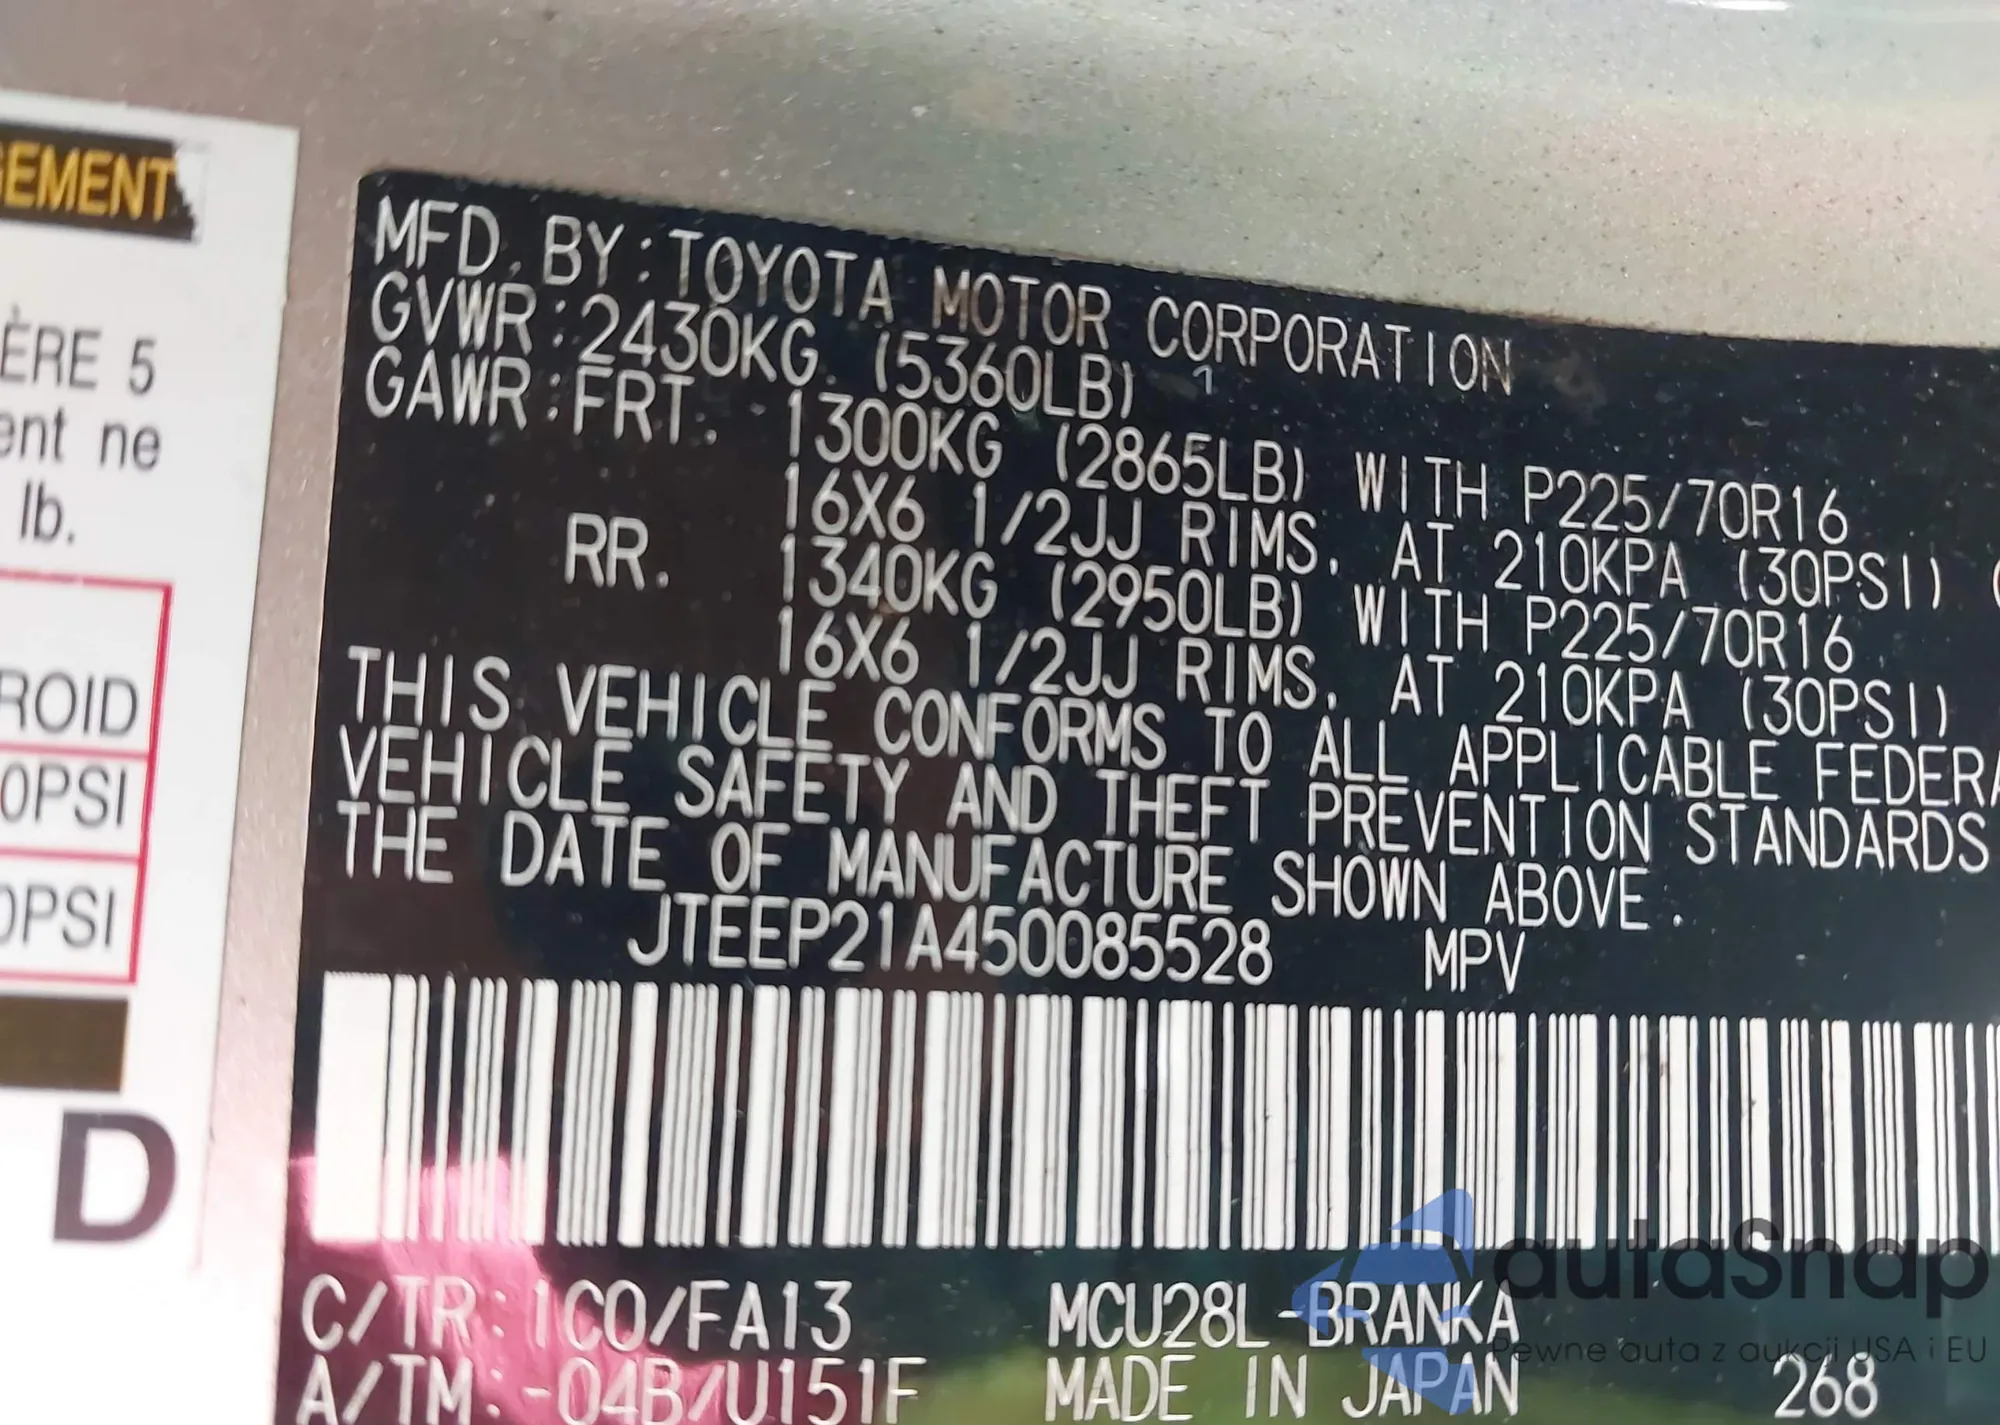 GEMENT
ÈRE 5
ent ne
lb.
ROID
0PSI
0PSI
D
MFD. BY:TOYOTA MOTOR CORPORATION
GVWR:2430KG (5360LB)
GAWR:FRT. 1300KG (2865LB) WITH P225/70R16
16X6 1/2JJ RIMS, AT 210KPA (30PSI) (
RR. 1340KG (2950LB) WITH P225/70R16
16X6 1/2JJ RIMS, AT 210KPA (30PSI)
THIS VEHICLE CONFORMS TO ALL APPLICABLE FEDERA
VEHICLE SAFETY AND THEFT PREVENTION STANDARDS
THE DATE OF MANUFACTURE SHOWN ABOVE.
JTEEP21A450085528 MPV
C/TR:1C0/FA13 MCU28L-BRANKA
A/TM:-04B/U151F MADE IN JAPAN 268
autaSnap
Pewne auta z aukcji USA i EU